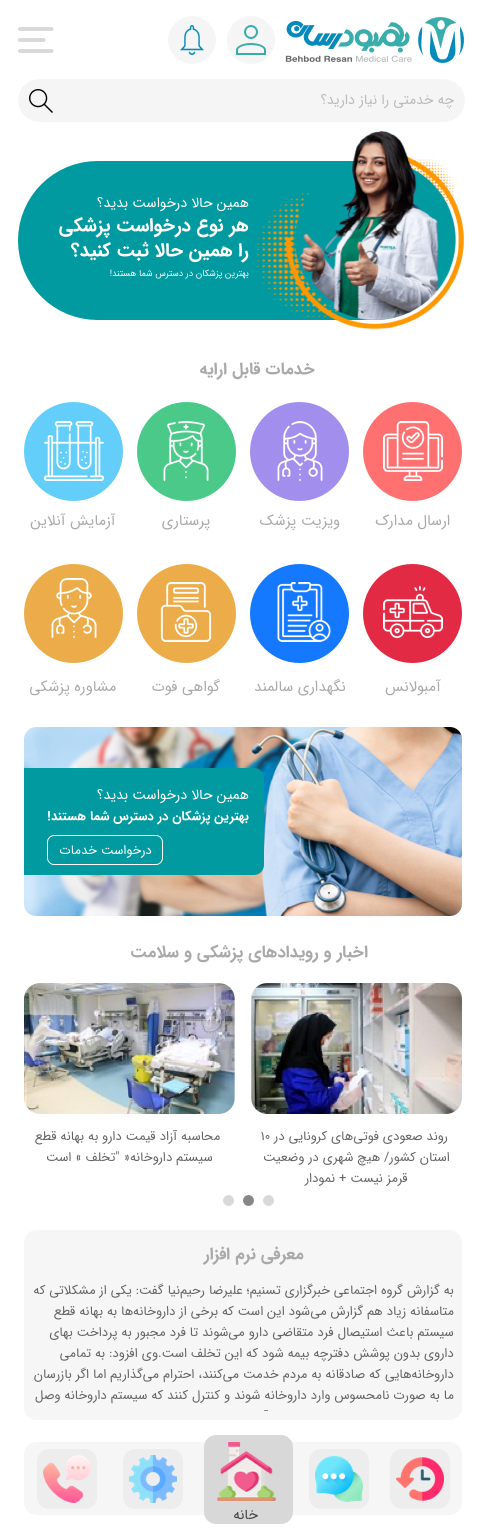 بهبودرسان
Behbod Resan Medical Care
چه خدمتی را نیاز دارید؟
همین حالا درخواست بدید؟
هر نوع درخواست پزشکی
را همین حالا ثبت کنید؟
بهترین پزشکان در دسترس شما هستند!
خدمات قابل ارایه
ارسال مدارک
ویزیت پزشک
پرستاری
آزمایش آنلاین
آمبولانس
نگهداری سالمند
گواهی فوت
مشاوره پزشکی
همین حالا درخواست بدید؟
بهترین پزشکان در دسترس شما هستند!
درخواست خدمات
اخبار و رویدادهای پزشکی و سلامت
روند صعودی فوتی‌های کرونایی در ۱۰
استان کشور/ هیچ شهری در وضعیت
قرمز نیست + نمودار
محاسبه آزاد قیمت دارو به بهانه قطع
سیستم داروخانه« "تخلف » است
معرفی نرم افزار
به گزارش گروه اجتماعی خبرگزاری تسنیم؛ علیرضا رحیم‌نیا گفت: یکی از مشکلاتی که
متاسفانه زیاد هم گزارش می‌شود این است که برخی از داروخانه‌ها به بهانه قطع
سیستم باعث استیصال فرد متقاضی دارو می‌شوند تا فرد مجبور به پرداخت بهای
داروی بدون پوشش دفترچه بیمه شود که این تخلف است.وی افزود: به تمامی
داروخانه‌هایی که صادقانه به مردم خدمت می‌کنند، احترام می‌گذاریم اما اگر بازرسان
ما به صورت نامحسوس وارد داروخانه شوند و کنترل کنند که سیستم داروخانه وصل
خانه